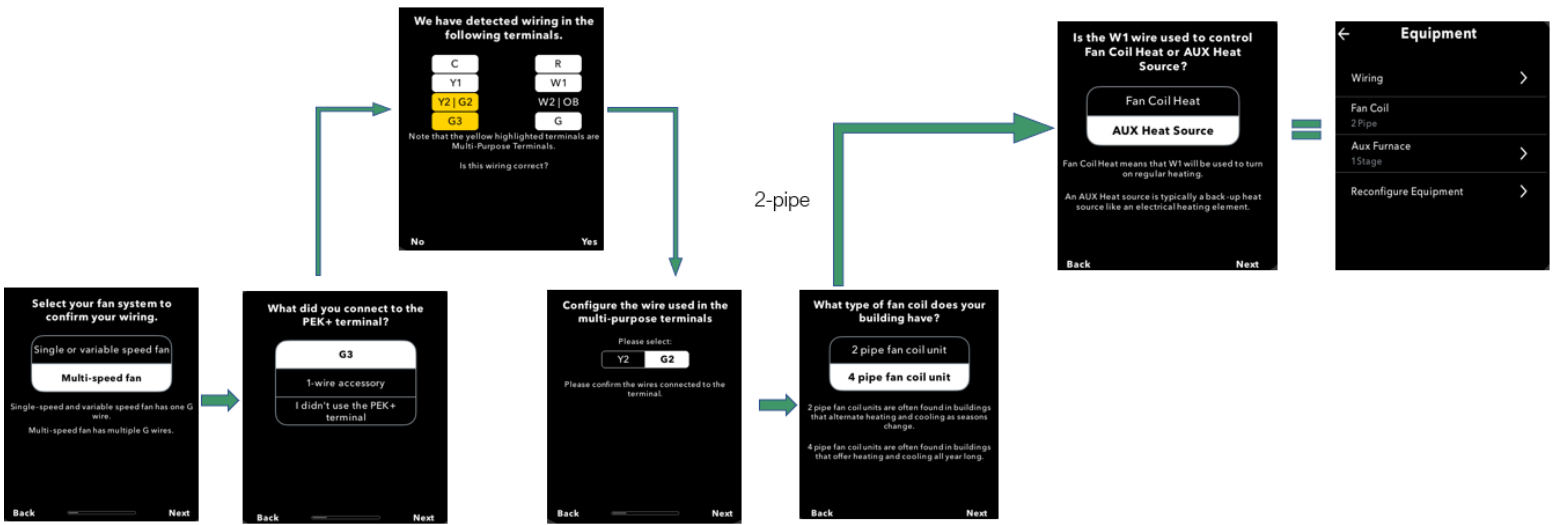 Select your fan system to
confirm your wiring.
Single or variable speed fan
Multi-speed fan
Single-speed and variable speed fan has one G
wire.
Multi-speed fan has multiple G wires.
Back
Next
What did you connect to the
PEK+ terminal?
G3
1-wire accessory
I didn't use the PEK+
terminal
Back
Next
We have detected wiring in the
following terminals.
C
R
Y1
W1
Y2 | G2
W2 | OB
G3
G
Note that the yellow highlighted terminals are
Multi-Purpose Terminals.
Is this wiring correct?
No
Yes
Configure the wire used in the
multi-purpose terminals
Please select:
Y2
G2
Please confirm the wires connected to the
terminal.
Back
Next
What type of fan coil does your
building have?
2 pipe fan coil unit
4 pipe fan coil unit
2 pipe fan coil units are often found in buildings
that alternate heating and cooling as seasons
change.
4 pipe fan coil units are often found in buildings
that offer heating and cooling all year long.
Back
Next
2-pipe
Is the W1 wire used to control
Fan Coil Heat or AUX Heat
Source?
Fan Coil Heat
AUX Heat Source
Fan Coil Heat means that W1 will be used to turn
on regular heating.
An AUX Heat source is typically a back-up heat
source like an electrical heating element.
Back
Next
Equipment
Wiring
Fan Coil
2 Pipe
Aux Furnace
1 Stage
Reconfigure Equipment